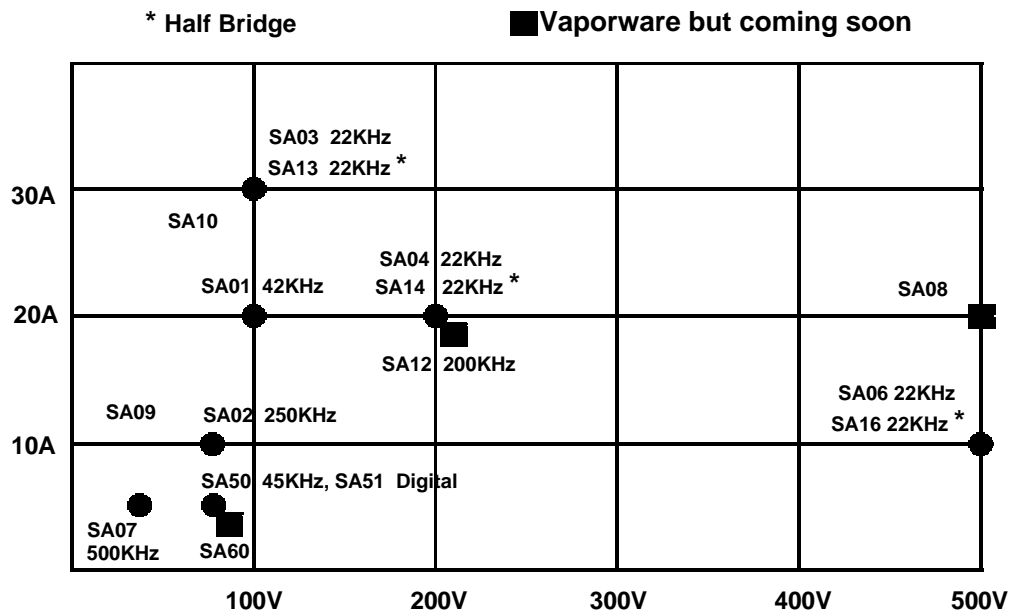 * Half Bridge
Vaporware but coming soon
SA03 22KHz
SA13 22KHz *
30A
SA10
SA04 22KHz
SA01 42KHz
SA14 22KHz *
SA08
20A
SA12 200KHz
SA06 22KHz
SA09
SA02 250KHz
SA16 22KHz *
10A
SA50 45KHz, SA51 Digital
SA07
500KHz
SA60
100V
200V
300V
400V
500V